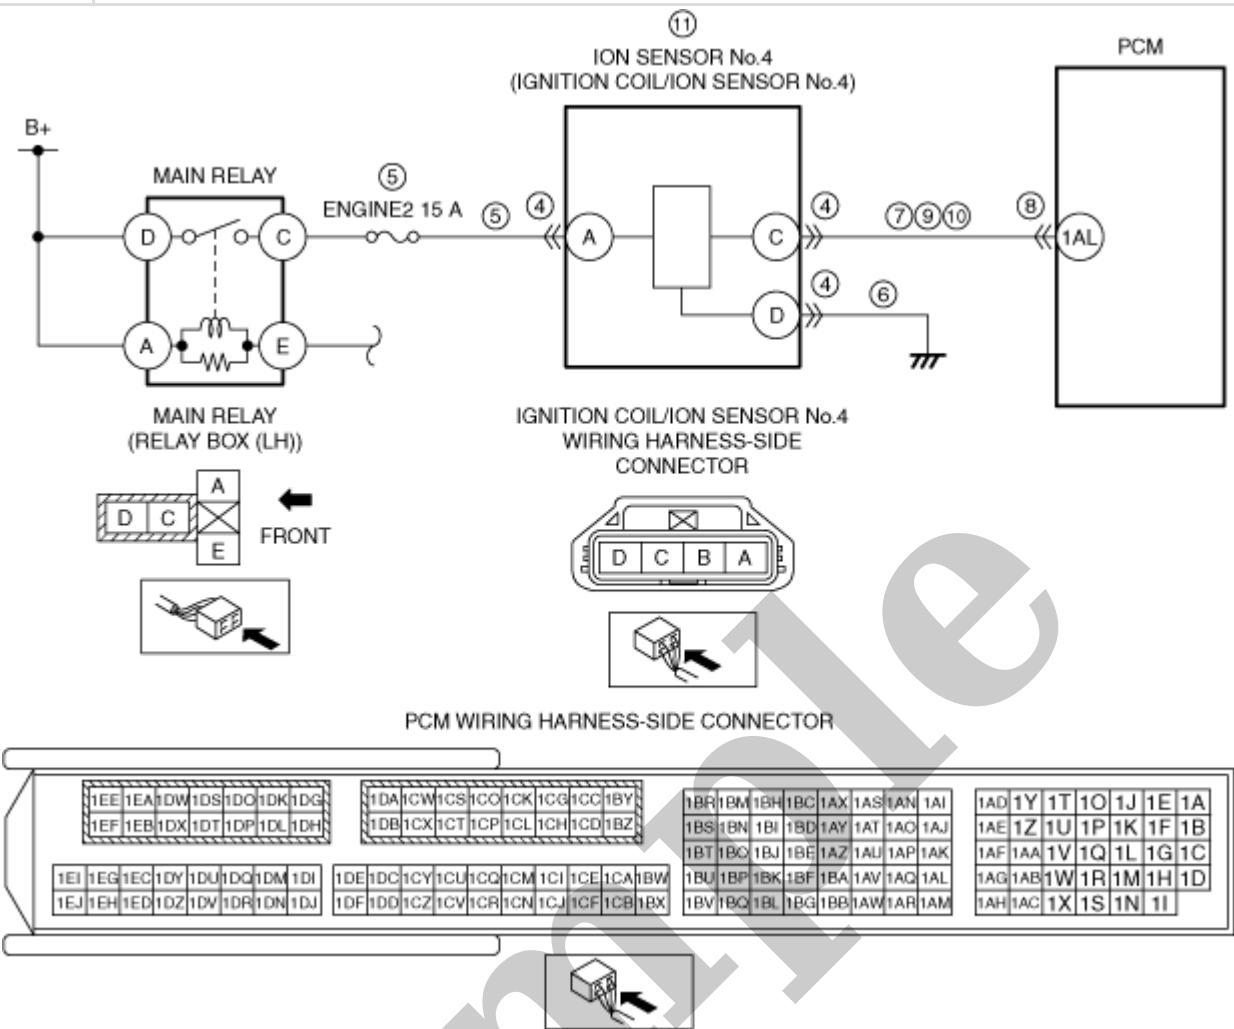 ⑪
ION SENSOR No.4
(IGNITION COIL/ION SENSOR No.4)
PCM
B+
MAIN RELAY
⑤
ENGINE2 15 A
⑤ ④ ④ ⑦⑨⑩ ⑧
D C A C 1AL
④ ⑥
D
A E
MAIN RELAY
(RELAY BOX (LH))
IGNITION COIL/ION SENSOR No.4
WIRING HARNESS-SIDE
CONNECTOR
A
D C
E
FRONT
D C B A
PCM WIRING HARNESS-SIDE CONNECTOR
1EE 1EA 1DW 1DS 1DO 1DK 1DG
1EF 1EB 1DX 1DT 1DP 1DL 1DH
1EI 1EG 1EC 1DY 1DU 1DQ 1DM 1DI
1EJ 1EH 1ED 1DZ 1DV 1DR 1DN 1DJ
1DA 1CW 1CS 1CO 1CK 1CG 1CC 1BY
1DB 1CX 1CT 1CP 1CL 1CH 1CD 1BZ
1DE 1DC 1CY 1CU 1CQ 1CM 1CI 1CE 1CA 1BW
1DF 1DD 1CZ 1CV 1CR 1CN 1CJ 1CF 1CB 1BX
1BR 1BM 1BH 1BC 1AX 1AS 1AN 1AI
1BS 1BN 1BI 1BD 1AY 1AT 1AO 1AJ
1BT 1BO 1BJ 1BE 1AZ 1AU 1AP 1AK
1BU 1BP 1BK 1BF 1BA 1AV 1AQ 1AL
1BV 1BQ 1BL 1BG 1BB 1AW 1AR 1AM
1AD 1Y 1T 1O 1J 1E 1A
1AE 1Z 1U 1P 1K 1F 1B
1AF 1AA 1V 1Q 1L 1G 1C
1AG 1AB 1W 1R 1M 1H 1D
1AH 1AC 1X 1S 1N 1I
mple